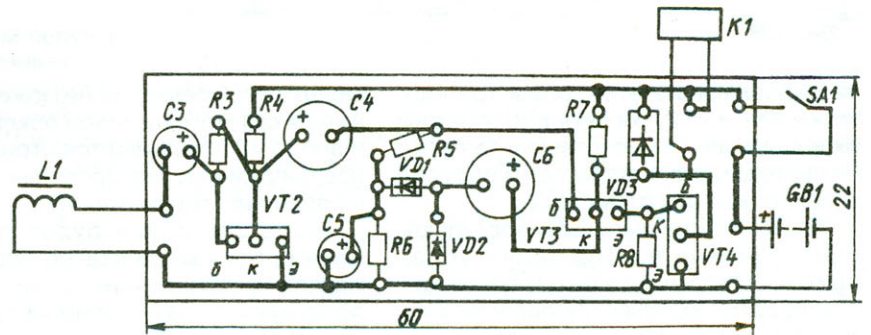 K1
C3
R3
R4
C4
R7
SA1
+
+
R5
C6
L1
VD1
+
VD3
б
GB1
22
VT2
C5
б
+
б
к
э
+
R6
VD2
VT3
к
э
R8
к
э
VT4
60